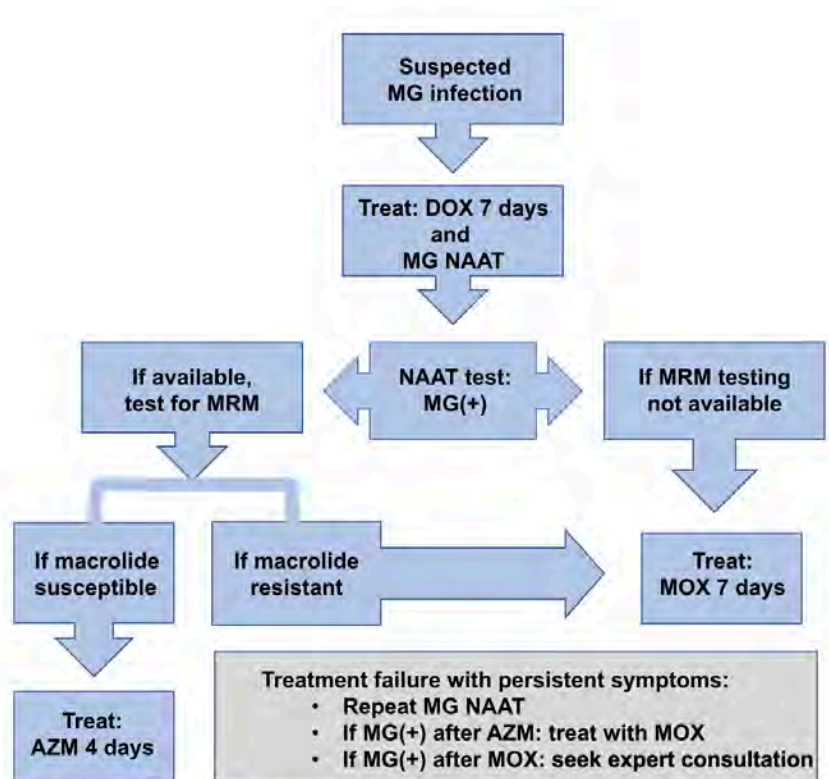 Suspected
MG infection
Treat: DOX 7 days
and
MG NAAT
If available,
test for MRM
NAAT test:
MG(+)
If MRM testing
not available
If macrolide
susceptible
If macrolide
resistant
Treat:
MOX 7 days
Treat:
AZM 4 days
Treatment failure with persistent symptoms:
• Repeat MG NAAT
• If MG(+) after AZM: treat with MOX
• If MG(+) after MOX: seek expert consultation